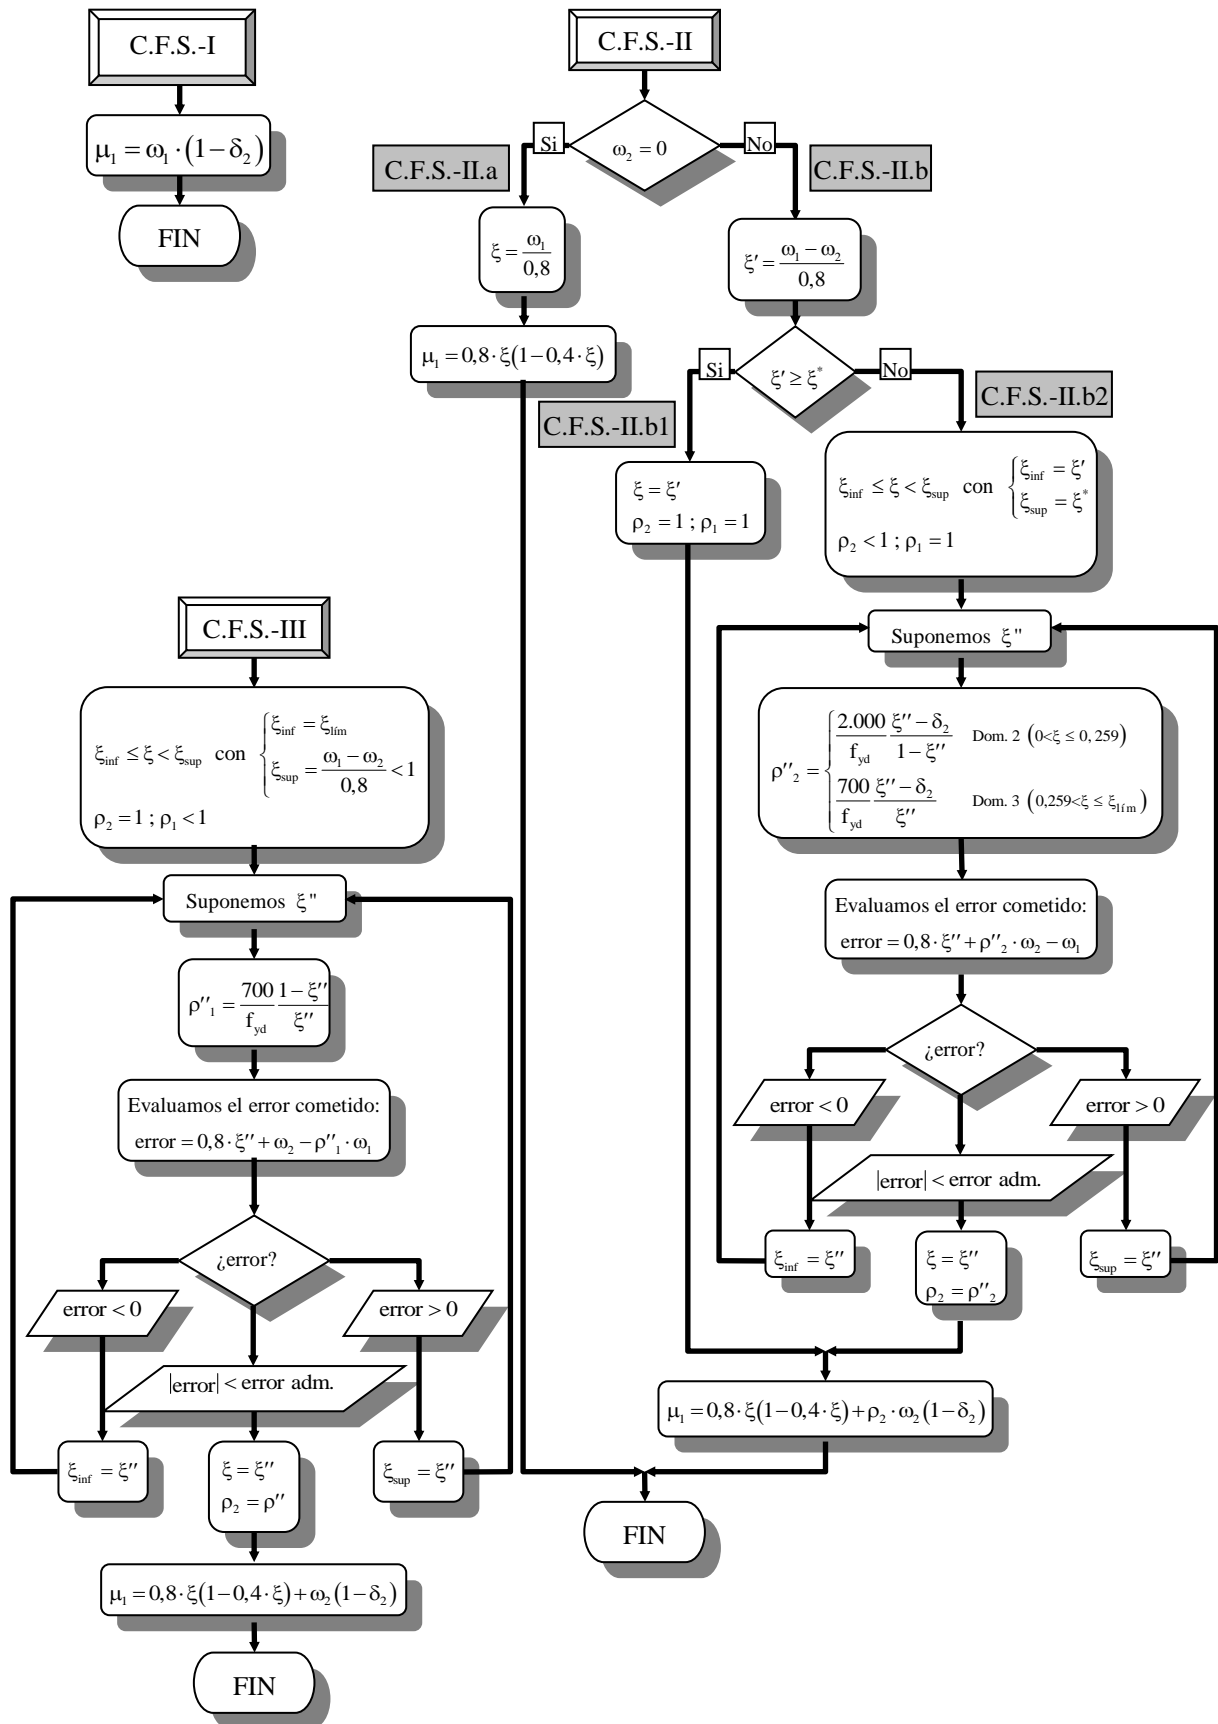 C.F.S.-I
μ₁ = ω₁ · (1 − δ₂)
FIN
C.F.S.-II
ω₂ = 0
Si
No
C.F.S.-II.a
C.F.S.-II.b
ξ = ω₁ / 0,8
μ₁ = 0,8 · ξ(1 − 0,4 · ξ)
ξ′ = (ω₁ − ω₂) / 0,8
ξ′ ≥ ξ*
Si
No
C.F.S.-II.b1
C.F.S.-II.b2
ξ = ξ′
ρ₂ = 1 ; ρ₁ = 1
ξinf ≤ ξ < ξsup con { ξinf = ξ′
ξsup = ξ*
ρ₂ < 1 ; ρ₁ = 1
Suponemos ξ"
ρ″₂ = { 2.000/fyd (ξ″ − δ₂)/(1 − ξ″) Dom. 2 (0<ξ ≤ 0,259)
700/fyd (ξ″ − δ₂)/ξ″ Dom. 3 (0,259<ξ ≤ ξlím)
Evaluamos el error cometido:
error = 0,8 · ξ″ + ρ″₂ · ω₂ − ω₁
¿error?
error < 0
error > 0
|error| < error adm.
ξinf = ξ″
ξ = ξ″
ρ₂ = ρ″₂
ξsup = ξ″
μ₁ = 0,8 · ξ(1 − 0,4 · ξ) + ρ₂ · ω₂(1 − δ₂)
FIN
C.F.S.-III
ξinf ≤ ξ < ξsup con { ξinf = ξlím
ξsup = (ω₁ − ω₂) / 0,8 < 1
ρ₂ = 1 ; ρ₁ < 1
Suponemos ξ"
ρ″₁ = 700/fyd (1 − ξ″)/ξ″
Evaluamos el error cometido:
error = 0,8 · ξ″ + ω₂ − ρ″₁ · ω₁
¿error?
error < 0
error > 0
|error| < error adm.
ξinf = ξ″
ξ = ξ″
ρ₂ = ρ″
ξsup = ξ″
μ₁ = 0,8 · ξ(1 − 0,4 · ξ) + ω₂(1 − δ₂)
FIN